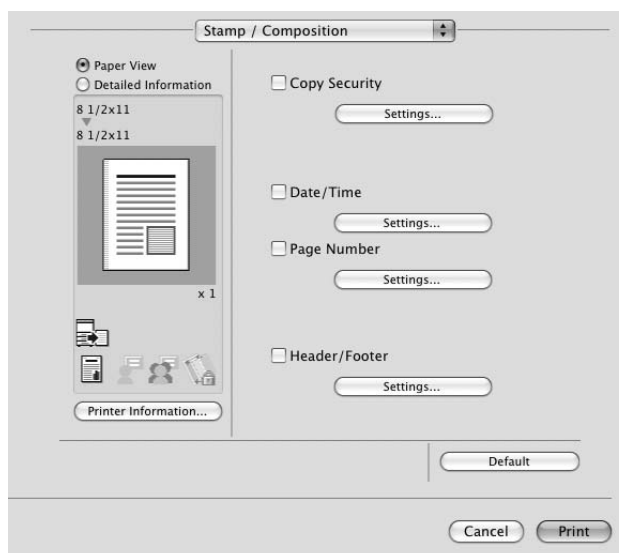 Stamp / Composition
Paper View
Detailed Information
8 1/2x11
8 1/2x11
x 1
Printer Information...
Copy Security
Settings...
Date/Time
Settings...
Page Number
Settings...
Header/Footer
Settings...
Default
Cancel
Print